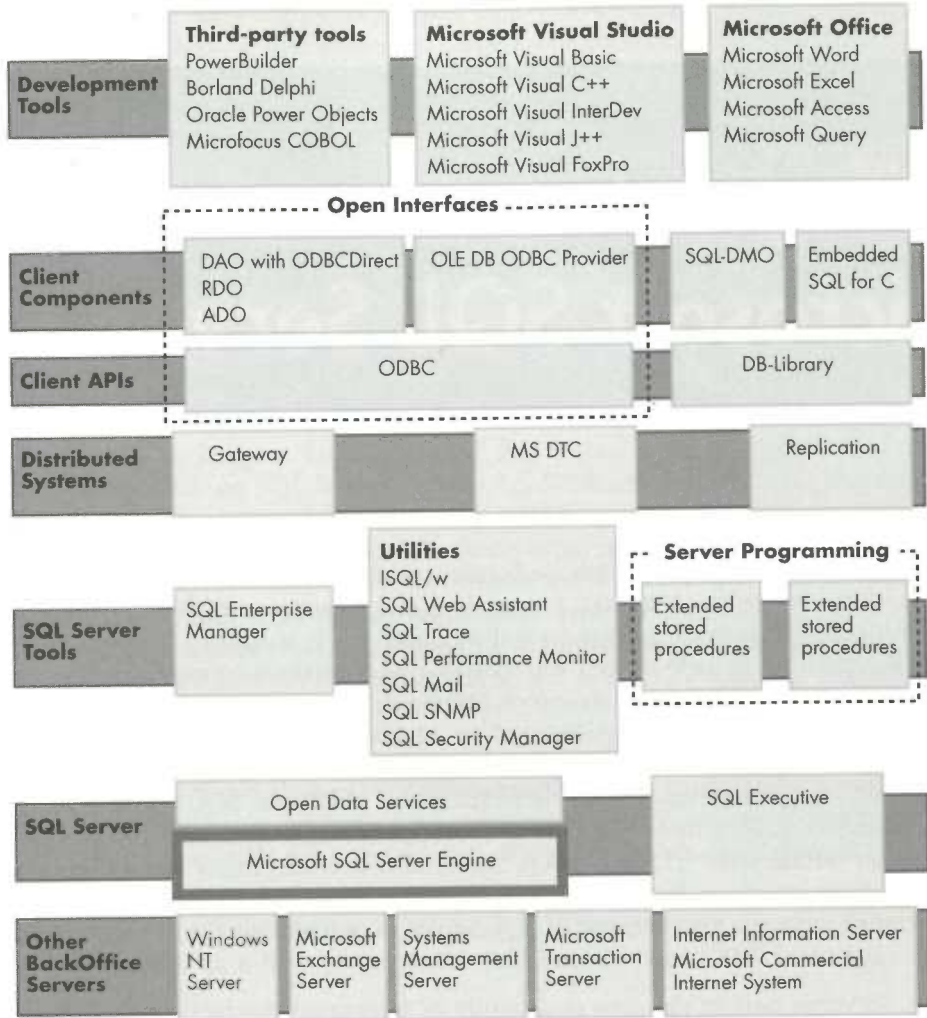 Development
Tools
Third-party tools
PowerBuilder
Borland Delphi
Oracle Power Objects
Microfocus COBOL
Microsoft Visual Studio
Microsoft Visual Basic
Microsoft Visual C++
Microsoft Visual InterDev
Microsoft Visual J++
Microsoft Visual FoxPro
Microsoft Office
Microsoft Word
Microsoft Excel
Microsoft Access
Microsoft Query
Open Interfaces
Client
Components
DAO with ODBCDirect
RDO
ADO
OLE DB ODBC Provider
SQL-DMO
Embedded
SQL for C
Client APIs
ODBC
DB-Library
Distributed
Systems
Gateway
MS DTC
Replication
SQL Server
Tools
SQL Enterprise
Manager
Utilities
ISQL/w
SQL Web Assistant
SQL Trace
SQL Performance Monitor
SQL Mail
SQL SNMP
SQL Security Manager
Server Programming
Extended
stored
procedures
Extended
stored
procedures
SQL Server
Open Data Services
Microsoft SQL Server Engine
SQL Executive
Other
BackOffice
Servers
Windows
NT
Server
Microsoft
Exchange
Server
Systems
Management
Server
Microsoft
Transaction
Server
Internet Information Server
Microsoft Commercial
Internet System